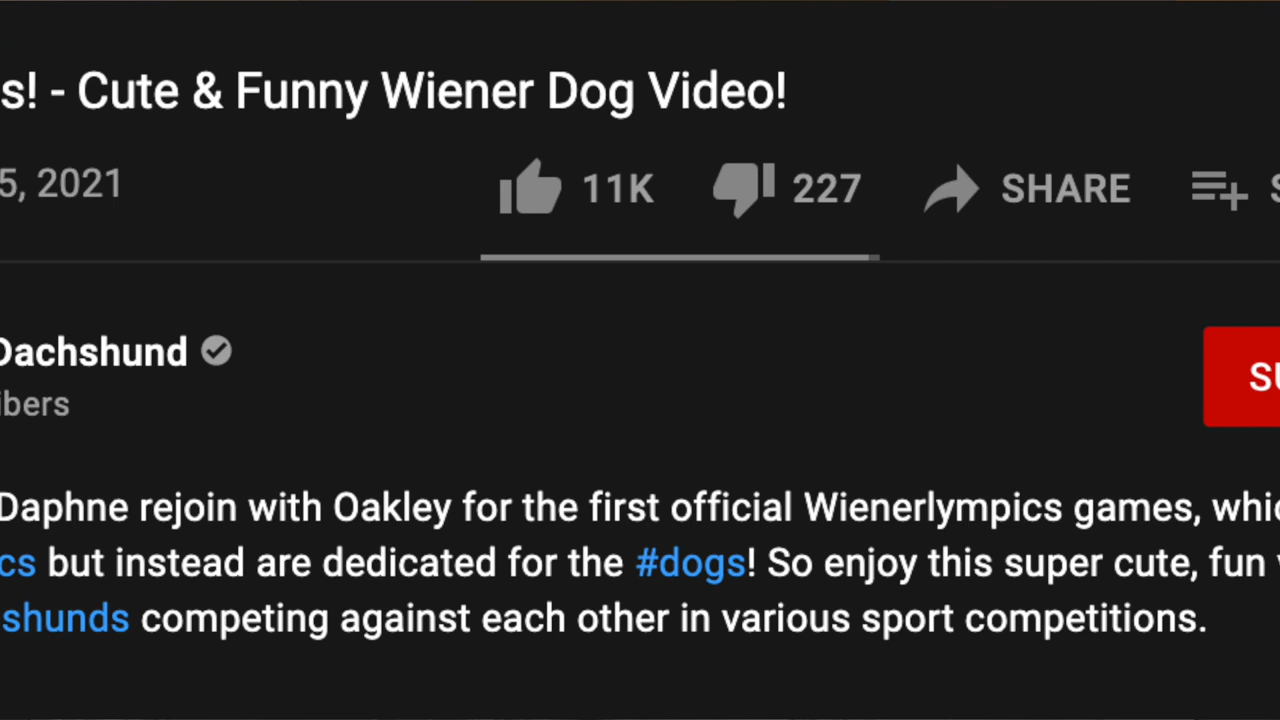 s! - Cute & Funny Wiener Dog Video!
5, 2021 11K 227 SHARE S
Dachshund
ibers
SU
Daphne rejoin with Oakley for the first official Wienerlympics games, whic
cs but instead are dedicated for the #dogs! So enjoy this super cute, fun
shunds competing against each other in various sport competitions.